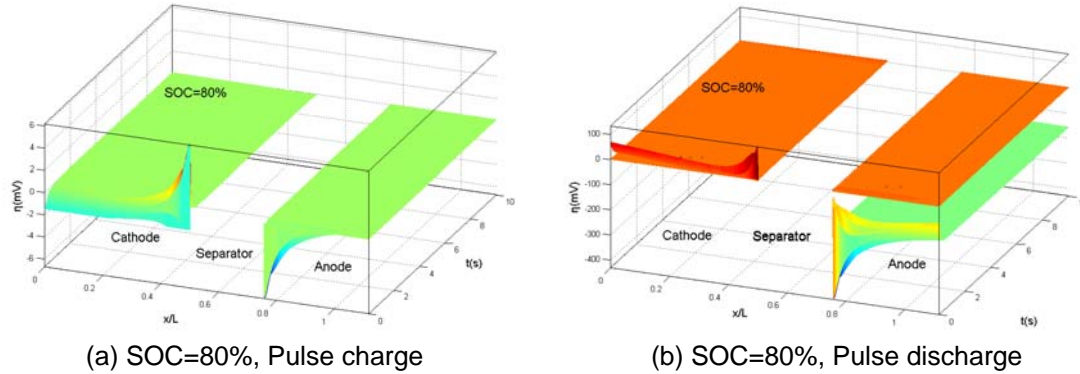 SOC=80%
6
4
2
0
-2
-4
-6
η(mV)
Cathode
Separator
Anode
0
0.2
0.4
0.6
0.8
1
x/L
0
2
4
6
8
10
t(s)
(a) SOC=80%, Pulse charge
SOC=80%
100
0
-100
-200
-300
-400
η(mV)
Cathode
Separator
Anode
0
0.2
0.4
0.6
0.8
1
x/L
0
2
4
6
8
t(s)
(b) SOC=80%, Pulse discharge